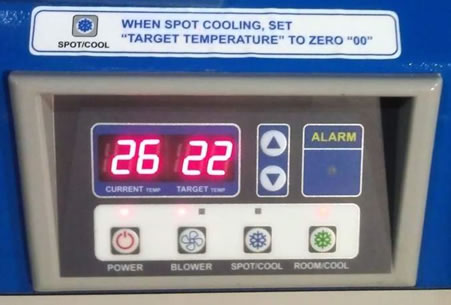 WHEN SPOT COOLING, SET
"TARGET TEMPERATURE" TO ZERO "00"
SPOT/COOL
ALARM
26 22
CURRENT TEMP TARGET TEMP
POWER BLOWER SPOT/COOL ROOM/COOL